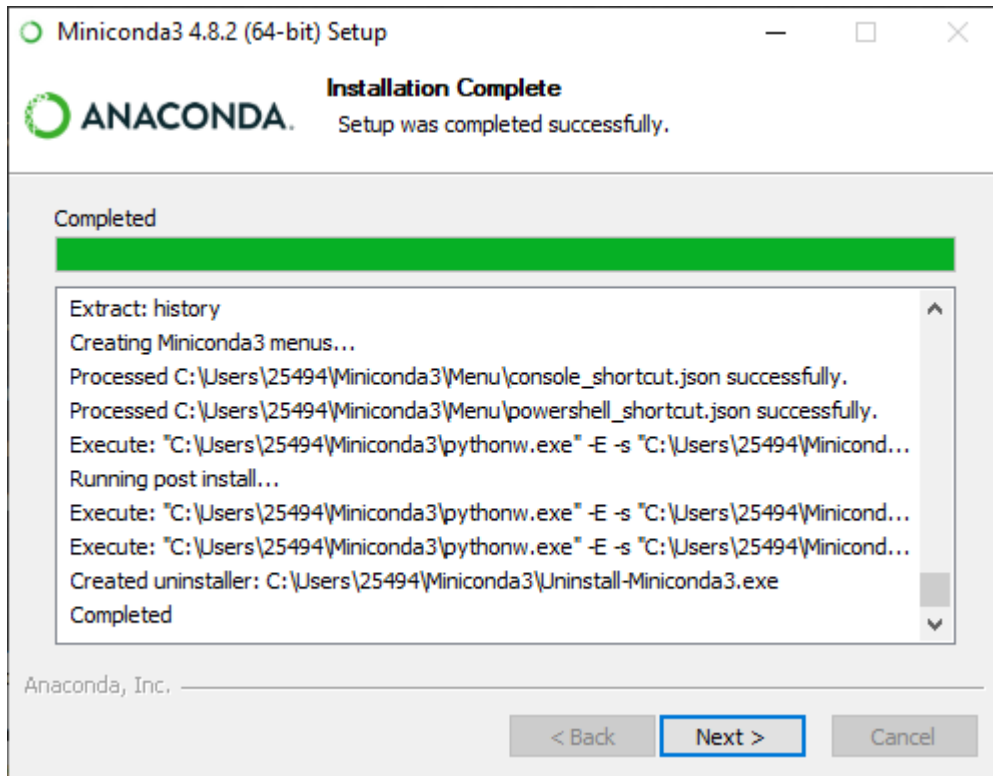 Miniconda3 4.8.2 (64-bit) Setup
ANACONDA.
Installation Complete
Setup was completed successfully.
Completed
Extract: history
Creating Miniconda3 menus...
Processed C:\Users\25494\Miniconda3\Menu\console_shortcut.json successfully.
Processed C:\Users\25494\Miniconda3\Menu\powershell_shortcut.json successfully.
Execute: "C:\Users\25494\Miniconda3\pythonw.exe" -E -s "C:\Users\25494\Minicond...
Running post install...
Execute: "C:\Users\25494\Miniconda3\pythonw.exe" -E -s "C:\Users\25494\Minicond...
Execute: "C:\Users\25494\Miniconda3\pythonw.exe" -E -s "C:\Users\25494\Minicond...
Created uninstaller: C:\Users\25494\Miniconda3\Uninstall-Miniconda3.exe
Completed
Anaconda, Inc.
< Back Next > Cancel